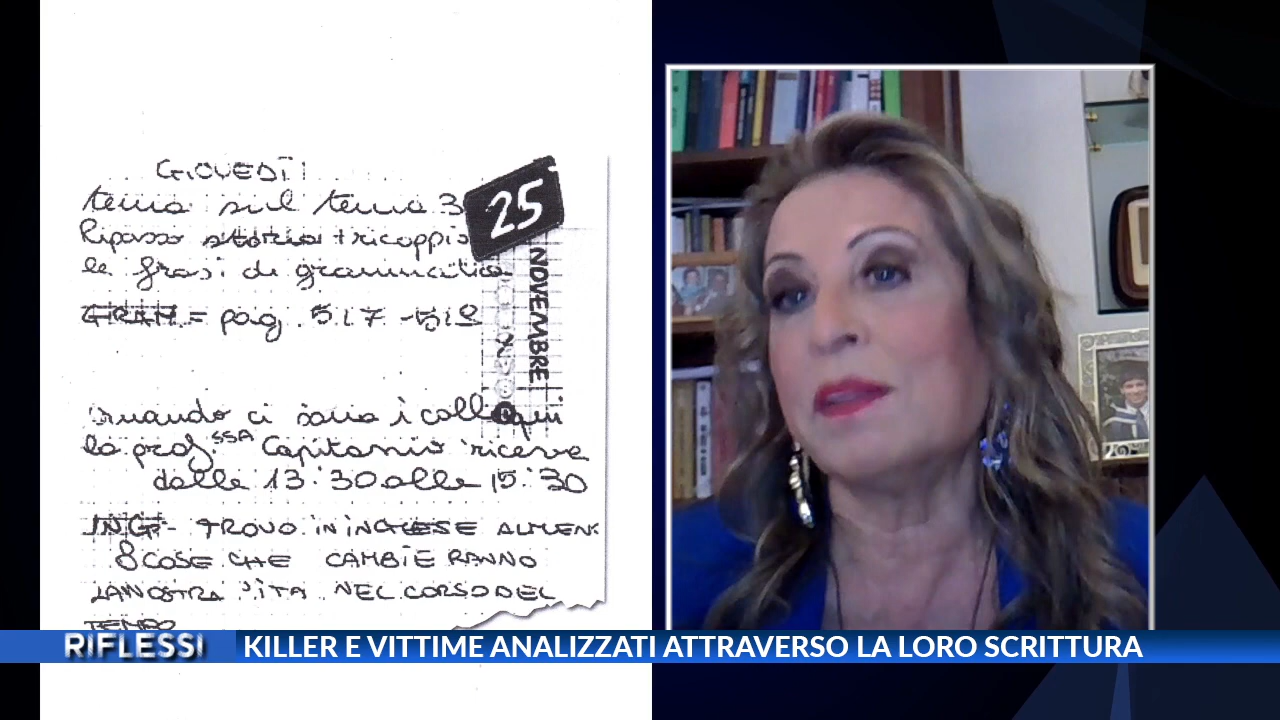 GIOVEDÌ
tema sul tema 3
25
Ripasso storia + ricoppio
le frasi di grammatica
NOVEMBRE
GRAM = pag. 517 - 518
quando ci sono i colloqui
la prof.ssa Capitanio riceve
dalle 13:30 alle 15:30
ING - TROVO IN INGLESE ALMEN
8 COSE CHE CAMBIERANNO
LA NOSTRA VITA NEL CORSO DEL
TEMPO
RIFLESSI
KILLER E VITTIME ANALIZZATI ATTRAVERSO LA LORO SCRITTURA